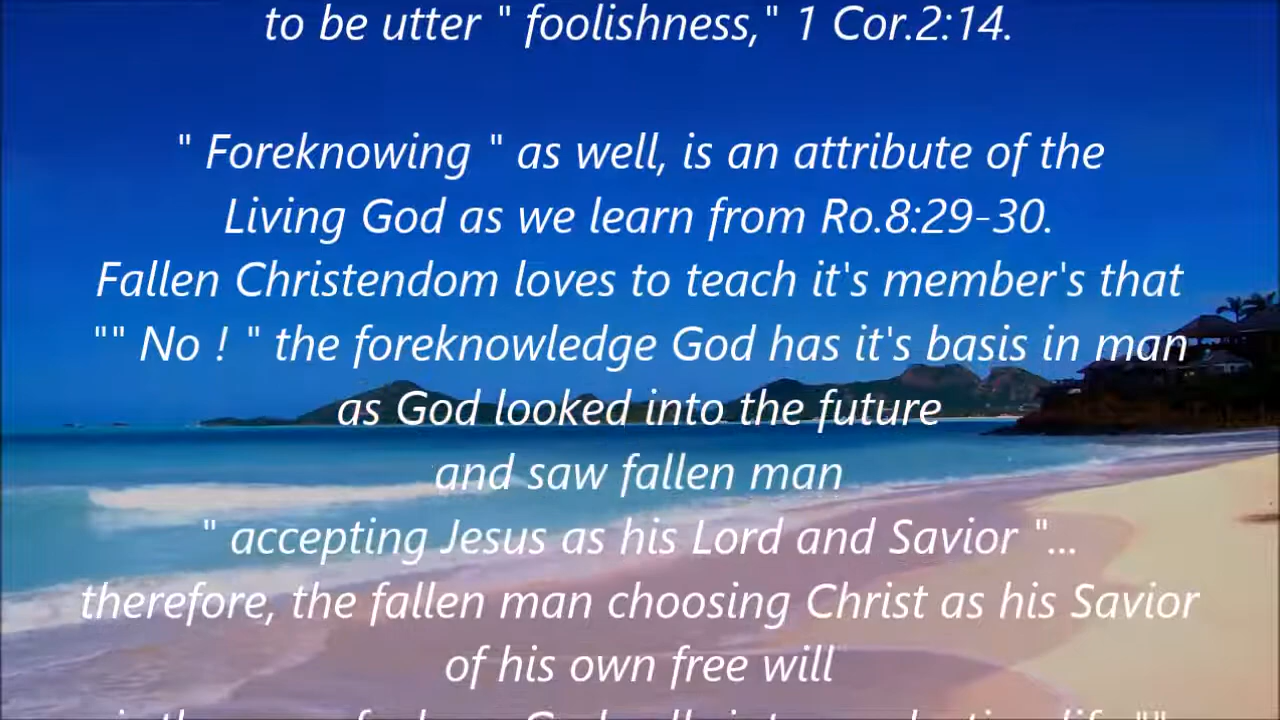 to be utter " foolishness," 1 Cor.2:14.
" Foreknowing " as well, is an attribute of the
Living God as we learn from Ro.8:29-30.
Fallen Christendom loves to teach it's member's that
"" No ! " the foreknowledge God has it's basis in man
as God looked into the future
and saw fallen man
" accepting Jesus as his Lord and Savior "...
therefore, the fallen man choosing Christ as his Savior
of his own free will